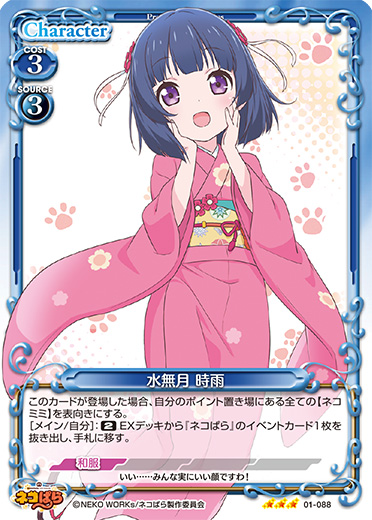 Character
COST
3
SOURCE
3
水無月 時雨
このカードが登場した場合、自分のポイント置き場にある全ての【ネコ
ミミ】を表向きにする。
［メイン/自分］：2 EXデッキから『ネコぱら』のイベントカード1枚を
抜き出し、手札に移す。
和服
いい……みんな実にいい顔ですわ！
ネコぱら
©NEKO WORKs/ネコぱら製作委員会
01-088